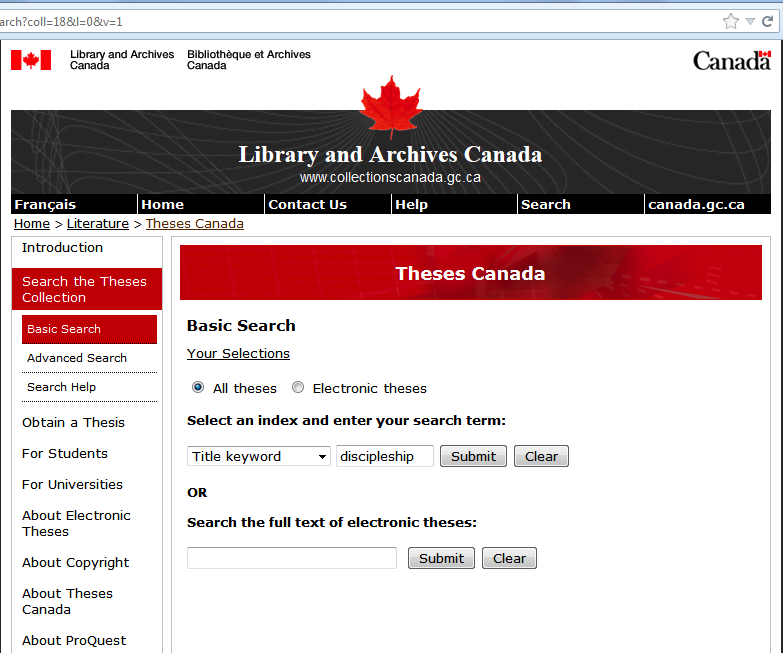 arch?coll=18&l=0&v=1
Library and Archives Bibliothèque et Archives
Canada Canada
Canada
Library and Archives Canada
www.collectionscanada.gc.ca
Français Home Contact Us Help Search canada.gc.ca
Home > Literature > Theses Canada
Introduction
Search the Theses
Collection
Basic Search
Advanced Search
Search Help
Obtain a Thesis
For Students
For Universities
About Electronic
Theses
About Copyright
About Theses
Canada
About ProQuest
Theses Canada
Basic Search
Your Selections
All theses Electronic theses
Select an index and enter your search term:
Title keyword discipleship Submit Clear
OR
Search the full text of electronic theses:
Submit Clear